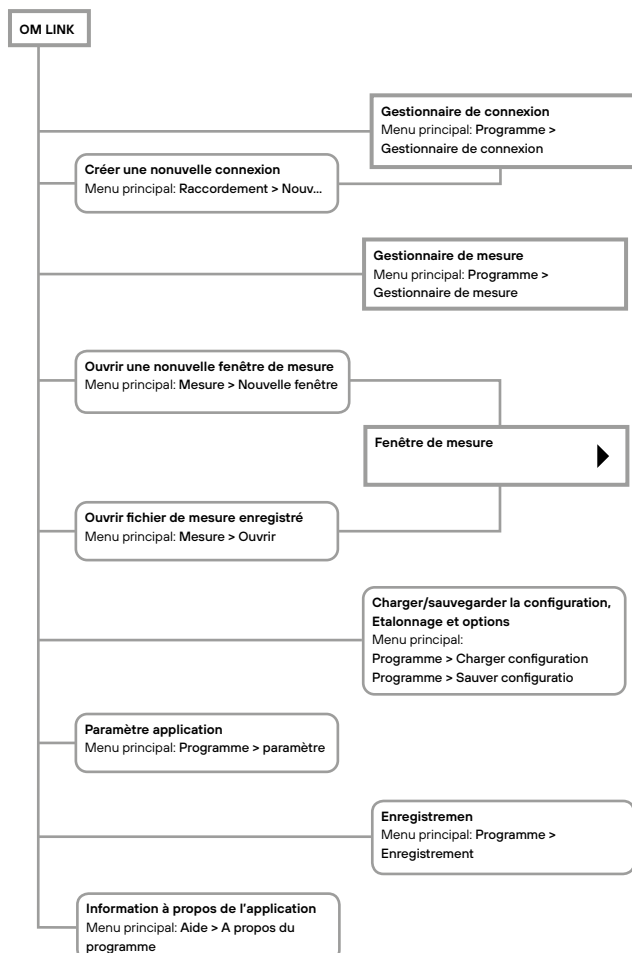 OM LINK
Gestionnaire de connexion
Menu principal: Programme >
Gestionnaire de connexion
Créer une nonuvelle connexion
Menu principal: Raccordement > Nouv...
Gestionnaire de mesure
Menu principal: Programme >
Gestionnaire de mesure
Ouvrir une nonuvelle fenêtre de mesure
Menu principal: Mesure > Nouvelle fenêtre
Fenêtre de mesure
Ouvrir fichier de mesure enregistré
Menu principal: Mesure > Ouvrir
Charger/sauvegarder la configuration,
Etalonnage et options
Menu principal:
Programme > Charger configuration
Programme > Sauver configuratio
Paramètre application
Menu principal: Programme > paramètre
Enregistremen
Menu principal: Programme >
Enregistrement
Information à propos de l'application
Menu principal: Aide > A propos du
programme